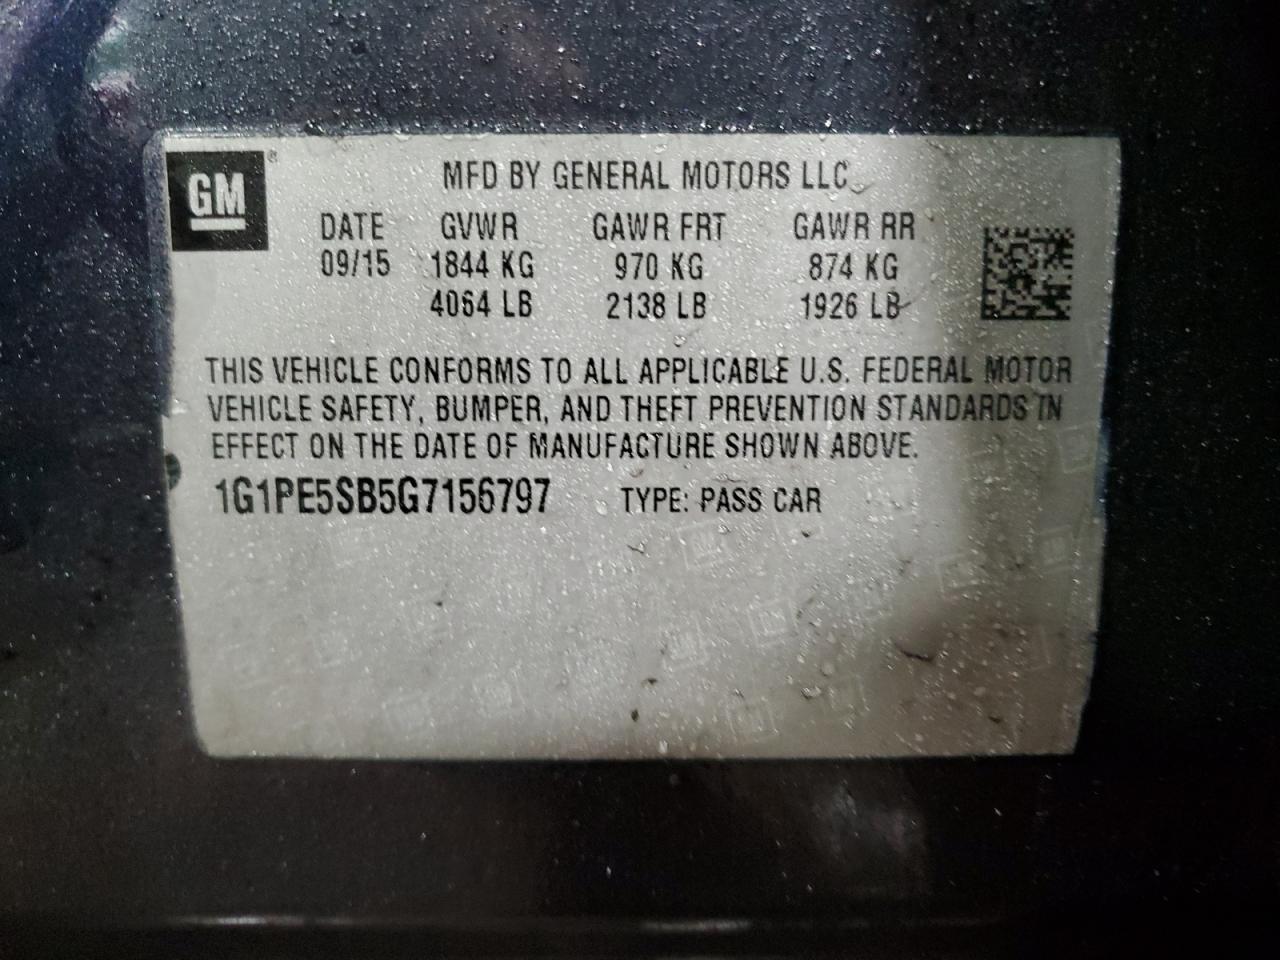 GM®
MFD BY GENERAL MOTORS LLC
DATE GVWR GAWR FRT GAWR RR
09/15 1844 KG 970 KG 874 KG
4064 LB 2138 LB 1926 LB
THIS VEHICLE CONFORMS TO ALL APPLICABLE U.S. FEDERAL MOTOR
VEHICLE SAFETY, BUMPER, AND THEFT PREVENTION STANDARDS IN
EFFECT ON THE DATE OF MANUFACTURE SHOWN ABOVE.
1G1PE5SB5G7156797 TYPE: PASS CAR